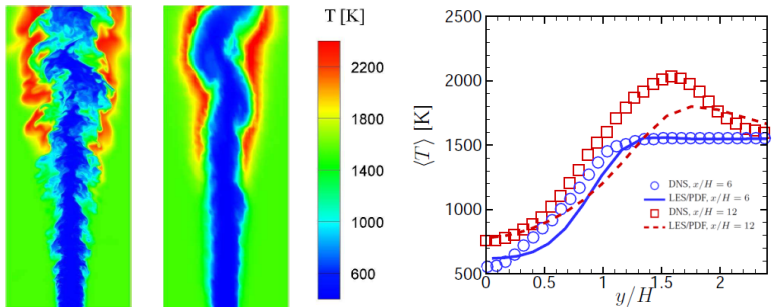 T [K]
2200
1800
1400
1000
600
2500
2000
1500
1000
500
⟨T⟩ [K]
0
0.5
1
1.5
2
y/H
DNS, x/H = 6
LES/PDF, x/H = 6
DNS, x/H = 12
LES/PDF, x/H = 12